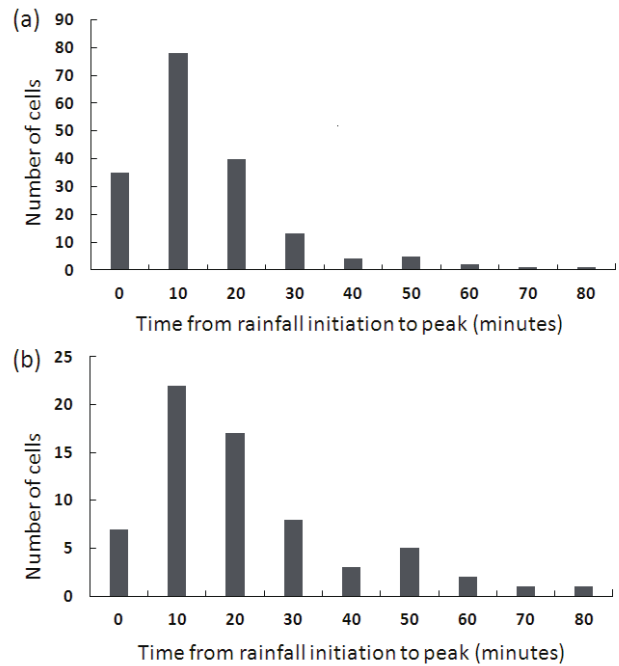 (a)
Number of cells
90
80
70
60
50
40
30
20
10
0
0 10 20 30 40 50 60 70 80
Time from rainfall initiation to peak (minutes)
(b)
Number of cells
25
20
15
10
5
0
0 10 20 30 40 50 60 70 80
Time from rainfall initiation to peak (minutes)